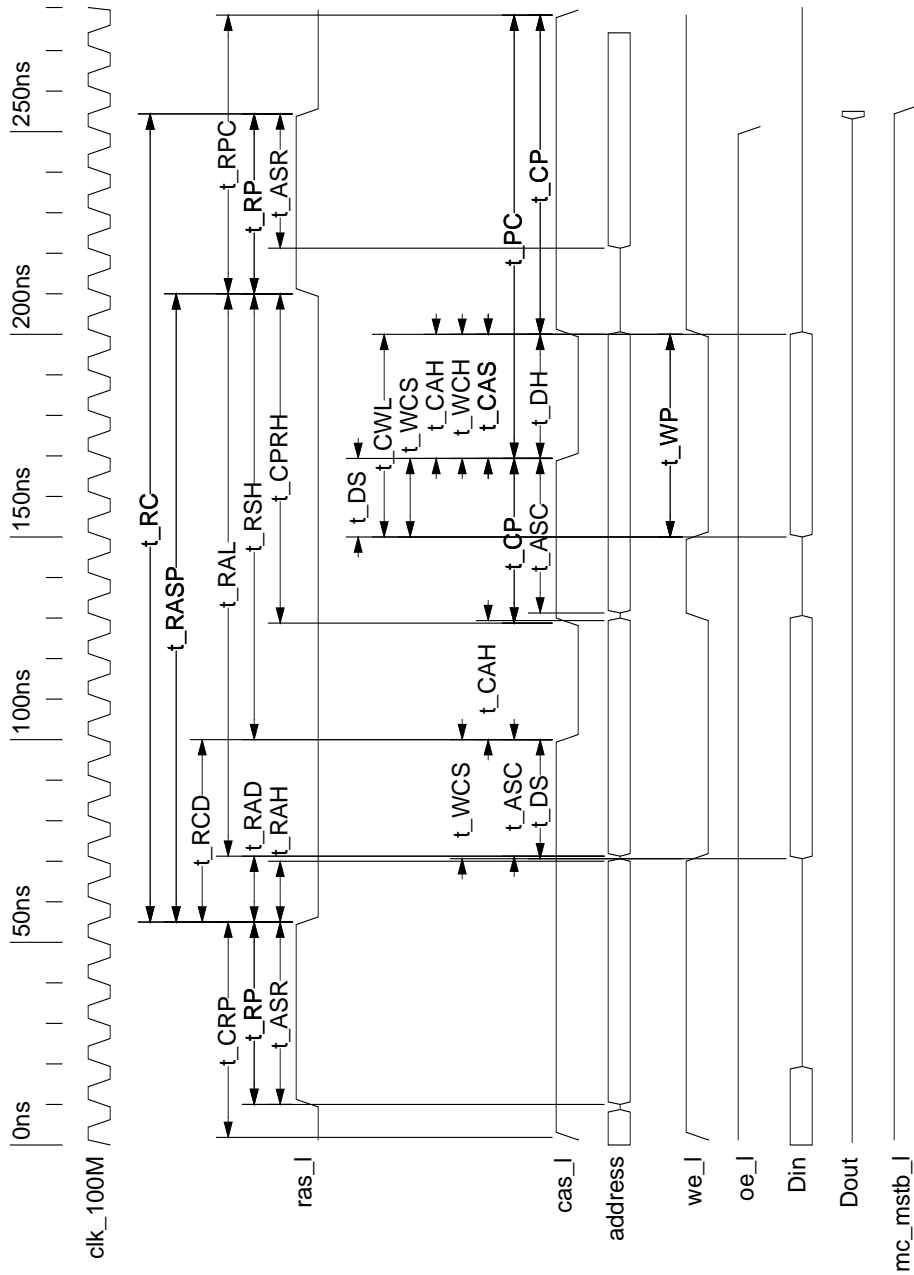 0ns 50ns 100ns 150ns 200ns 250ns
clk_100M
t_RC
t_RASP
t_RCD
t_CRP t_RAL t_RPC
t_RP t_RAD t_RSH t_RP
t_ASR t_RAH t_CPRH t_ASR
ras_l
t_DS
t_CWL
t_WCS
t_CAH
t_WCS t_WCH
t_CAH t_CAS
t_ASC t_CP t_PC
t_DS t_ASC t_DH t_CP
cas_l
address
t_WP
we_l
oe_l
Din
Dout
mc_mstb_l